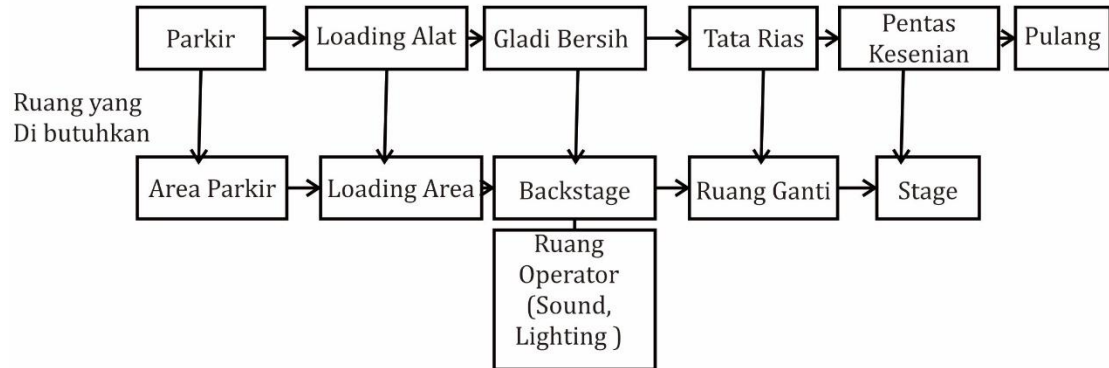 Parkir
Loading Alat
Gladi Bersih
Tata Rias
Pentas
Kesenian
Pulang
Ruang yang
Di butuhkan
Area Parkir
Loading Area
Backstage
Ruang Ganti
Stage
Ruang
Operator
(Sound,
Lighting )